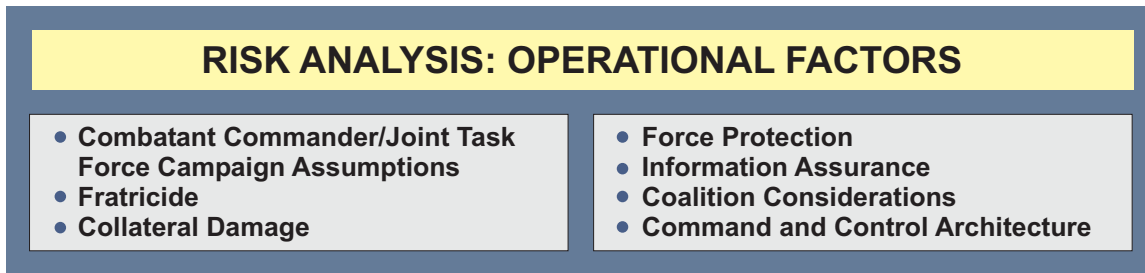 RISK ANALYSIS: OPERATIONAL FACTORS
• Combatant Commander/Joint Task
Force Campaign Assumptions
• Fratricide
• Collateral Damage
• Force Protection
• Information Assurance
• Coalition Considerations
• Command and Control Architecture